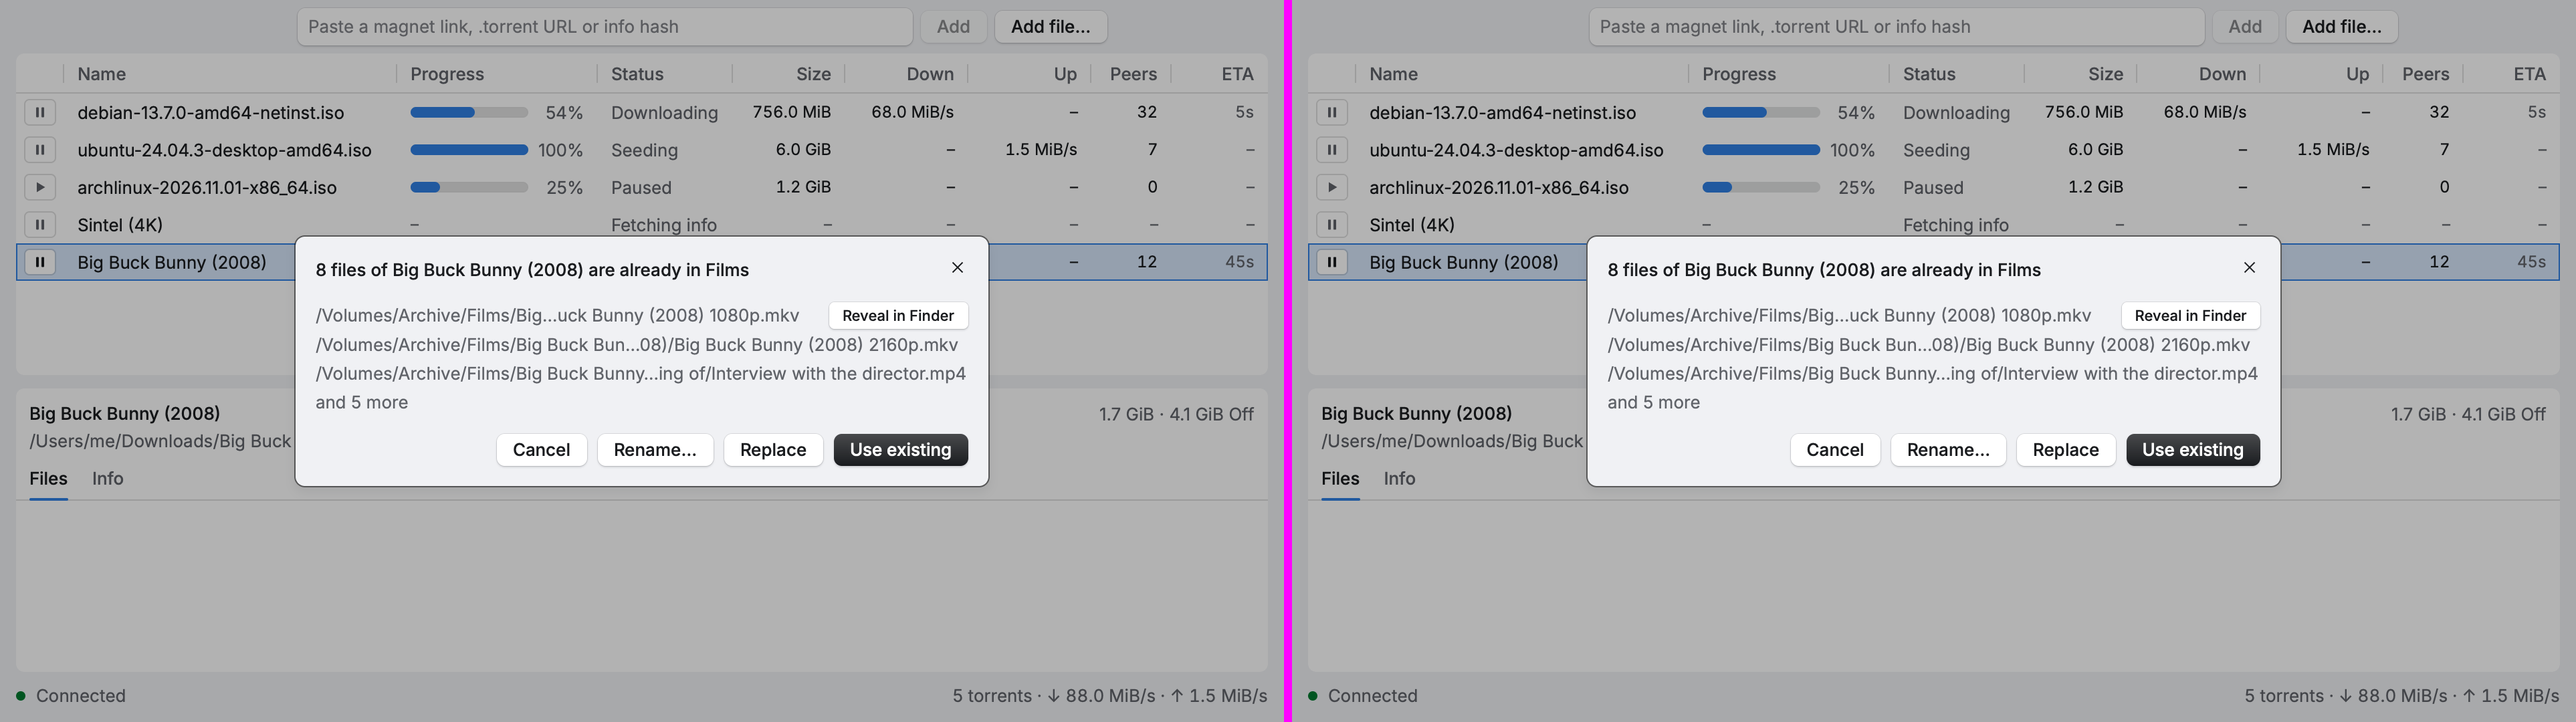 Paste a magnet link, .torrent URL or info hash Add Add file...
Name Progress Status Size Down Up Peers ETA
debian-13.7.0-amd64-netinst.iso 54% Downloading 756.0 MiB 68.0 MiB/s – 32 5s
ubuntu-24.04.3-desktop-amd64.iso 100% Seeding 6.0 GiB – 1.5 MiB/s 7 –
archlinux-2026.11.01-x86_64.iso 25% Paused 1.2 GiB – – 0 –
Sintel (4K) – Fetching info – – – – –
Big Buck Bunny (2008) – 12 45s
8 files of Big Buck Bunny (2008) are already in Films
/Volumes/Archive/Films/Big...uck Bunny (2008) 1080p.mkv Reveal in Finder
/Volumes/Archive/Films/Big Buck Bun...08)/Big Buck Bunny (2008) 2160p.mkv
/Volumes/Archive/Films/Big Buck Bunny...ing of/Interview with the director.mp4
and 5 more
Cancel Rename... Replace Use existing
Big Buck Bunny (2008) 1.7 GiB · 4.1 GiB Off
/Users/me/Downloads/Big Buck
Files Info
Connected 5 torrents · ↓ 88.0 MiB/s · ↑ 1.5 MiB/s
Paste a magnet link, .torrent URL or info hash Add Add file...
Name Progress Status Size Down Up Peers ETA
debian-13.7.0-amd64-netinst.iso 54% Downloading 756.0 MiB 68.0 MiB/s – 32 5s
ubuntu-24.04.3-desktop-amd64.iso 100% Seeding 6.0 GiB – 1.5 MiB/s 7 –
archlinux-2026.11.01-x86_64.iso 25% Paused 1.2 GiB – – 0 –
Sintel (4K) – Fetching info – – – – –
Big Buck Bunny (2008) – 12 45s
8 files of Big Buck Bunny (2008) are already in Films
/Volumes/Archive/Films/Big...uck Bunny (2008) 1080p.mkv Reveal in Finder
/Volumes/Archive/Films/Big Buck Bun...08)/Big Buck Bunny (2008) 2160p.mkv
/Volumes/Archive/Films/Big Buck Bunny...ing of/Interview with the director.mp4
and 5 more
Cancel Rename... Replace Use existing
Big Buck Bunny (2008) 1.7 GiB · 4.1 GiB Off
/Users/me/Downloads/Big Buck
Files Info
Connected 5 torrents · ↓ 88.0 MiB/s · ↑ 1.5 MiB/s